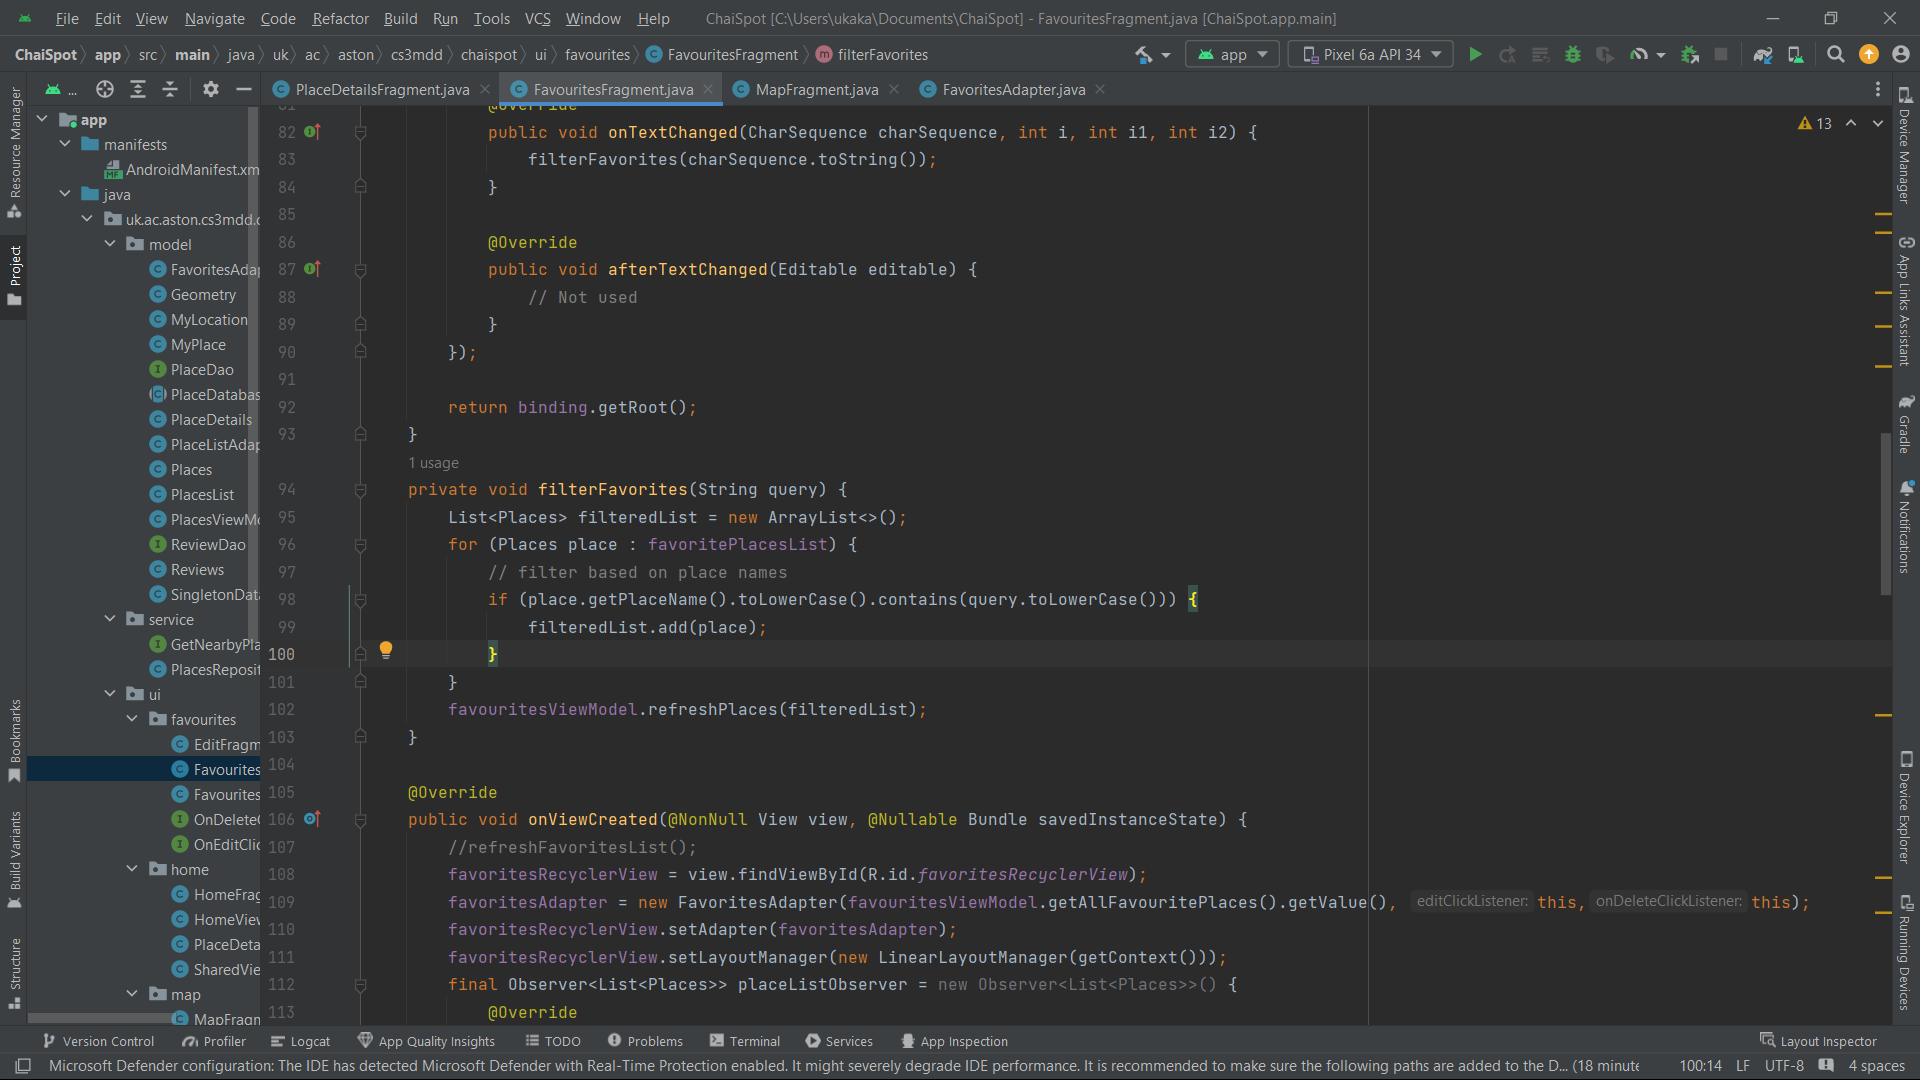 File Edit View Navigate Code Refactor Build Run Tools VCS Window Help ChaiSpot [C:\Users\ukaka\Documents\ChaiSpot] - FavouritesFragment.java [ChaiSpot.app.main]
ChaiSpot app src main java uk ac aston cs3mdd chaispot ui favourites FavouritesFragment filterFavorites app Pixel 6a API 34
... PlaceDetailsFragment.java FavouritesFragment.java MapFragment.java FavoritesAdapter.java
Resource Manager
Project
Bookmarks
Build Variants
Structure
app
manifests
AndroidManifest.xm
java
uk.ac.aston.cs3mdd.c
model
FavoritesAdap
Geometry
MyLocation
MyPlace
PlaceDao
PlaceDatabas
PlaceDetails
PlaceListAdap
Places
PlacesList
PlacesViewMo
ReviewDao
Reviews
SingletonData
service
GetNearbyPla
PlacesReposit
ui
favourites
EditFragm
Favourites
Favourites
OnDeleteC
OnEditClic
home
HomeFrag
HomeView
PlaceDeta
SharedVie
map
MapFragm
81 @Override
82 public void onTextChanged(CharSequence charSequence, int i, int i1, int i2) {
83 filterFavorites(charSequence.toString());
84 }
85
86 @Override
87 public void afterTextChanged(Editable editable) {
88 // Not used
89 }
90 });
91
92 return binding.getRoot();
93 }
1 usage
94 private void filterFavorites(String query) {
95 List<Places> filteredList = new ArrayList<>();
96 for (Places place : favoritePlacesList) {
97 // filter based on place names
98 if (place.getPlaceName().toLowerCase().contains(query.toLowerCase())) {
99 filteredList.add(place);
100 }
101 }
102 favouritesViewModel.refreshPlaces(filteredList);
103 }
104
105 @Override
106 public void onViewCreated(@NonNull View view, @Nullable Bundle savedInstanceState) {
107 //refreshFavoritesList();
108 favoritesRecyclerView = view.findViewById(R.id.favoritesRecyclerView);
109 favoritesAdapter = new FavoritesAdapter(favouritesViewModel.getAllFavouritePlaces().getValue(), editClickListener: this, onDeleteClickListener: this);
110 favoritesRecyclerView.setAdapter(favoritesAdapter);
111 favoritesRecyclerView.setLayoutManager(new LinearLayoutManager(getContext()));
112 final Observer<List<Places>> placeListObserver = new Observer<List<Places>>() {
113 @Override
13
Device Manager
App Links Assistant
Gradle
Notifications
Device Explorer
Running Devices
Version Control Profiler Logcat App Quality Insights TODO Problems Terminal Services App Inspection Layout Inspector
Microsoft Defender configuration: The IDE has detected Microsoft Defender with Real-Time Protection enabled. It might severely degrade IDE performance. It is recommended to make sure the following paths are added to the D... (18 minute 100:14 LF UTF-8 4 spaces